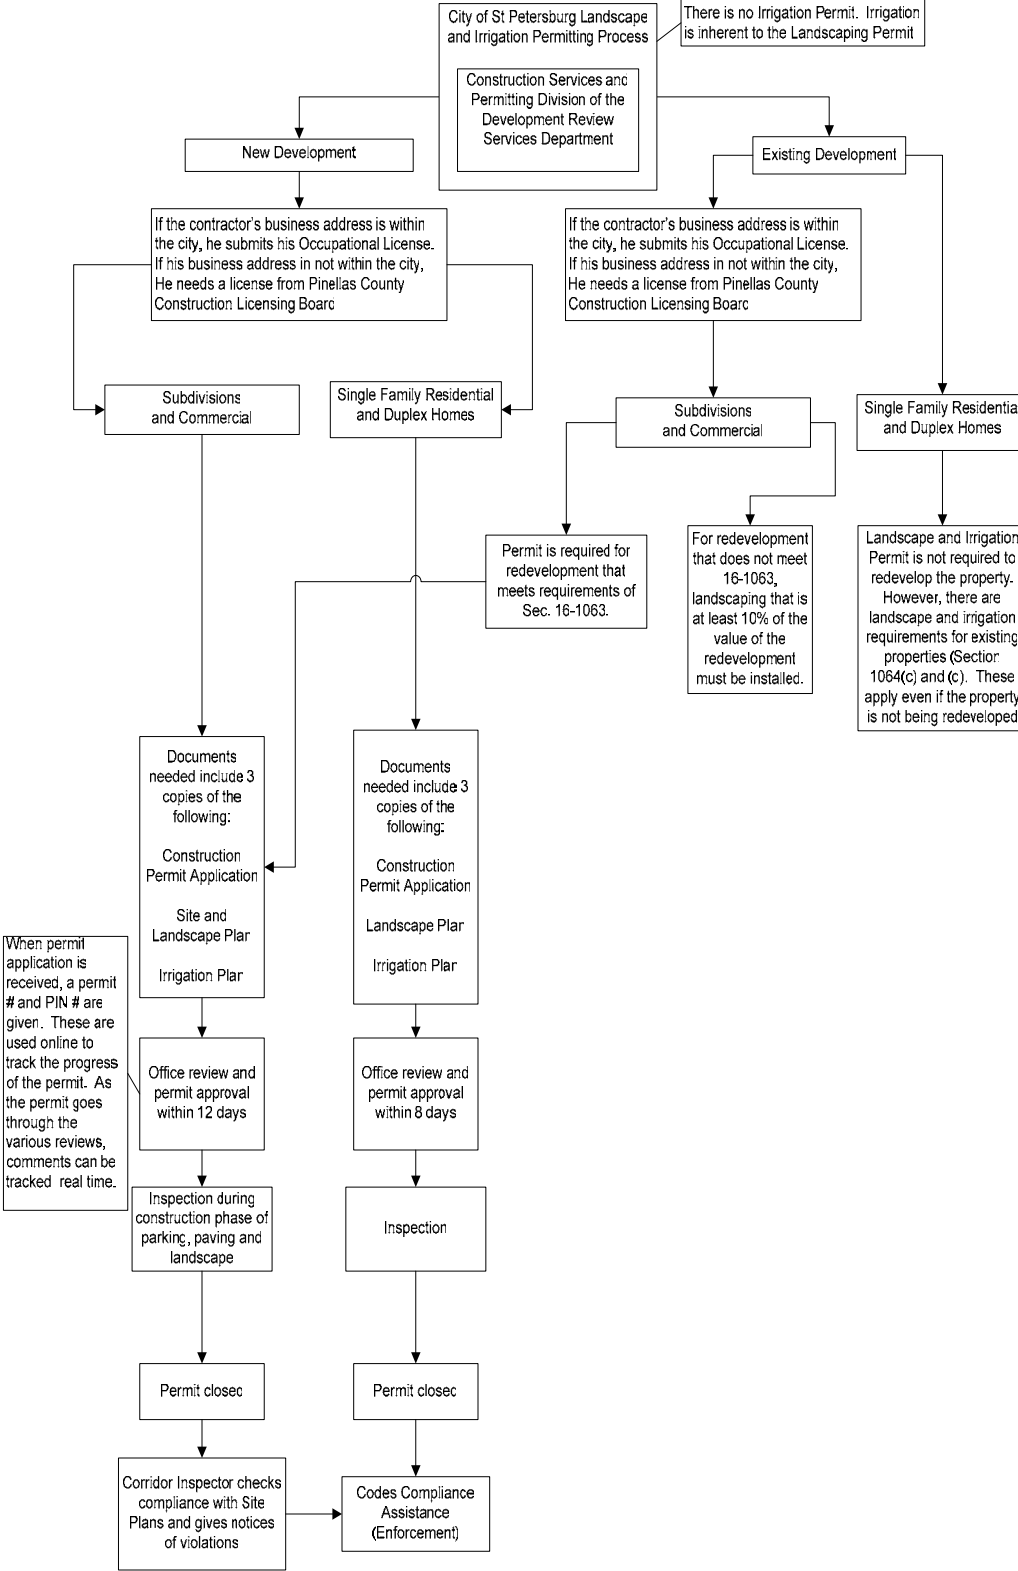 City of St Petersburg Landscape
and Irrigation Permitting Process
There is no Irrigation Permit. Irrigation
is inherent to the Landscaping Permit
Construction Services and
Permitting Division of the
Development Review
Services Department
New Development
Existing Development
If the contractor's business address is within
the city, he submits his Occupational License.
If his business address in not within the city,
He needs a license from Pinellas County
Construction Licensing Board
If the contractor's business address is within
the city, he submits his Occupational License.
If his business address in not within the city,
He needs a license from Pinellas County
Construction Licensing Board
Subdivisions
and Commercial
Single Family Residential
and Duplex Homes
Subdivisions
and Commercial
Single Family Residential
and Duplex Homes
Permit is required for
redevelopment that
meets requirements of
Sec. 16-1063.
For redevelopment
that does not meet
16-1063,
landscaping that is
at least 10% of the
value of the
redevelopment
must be installed.
Landscape and Irrigation
Permit is not required to
redevelop the property.
However, there are
landscape and irrigation
requirements for existing
properties (Section
1064(c) and (c). These
apply even if the property
is not being redeveloped
Documents
needed include 3
copies of the
following:
Construction
Permit Application
Site and
Landscape Plan
Irrigation Plan
Documents
needed include 3
copies of the
following:
Construction
Permit Application
Landscape Plan
Irrigation Plan
When permit
application is
received, a permit
# and PIN # are
given. These are
used online to
track the progress
of the permit. As
the permit goes
through the
various reviews,
comments can be
tracked real time.
Office review and
permit approval
within 12 days
Office review and
permit approval
within 8 days
Inspection during
construction phase of
parking, paving and
landscape
Inspection
Permit closed
Permit closed
Corridor Inspector checks
compliance with Site
Plans and gives notices
of violations
Codes Compliance
Assistance
(Enforcement)